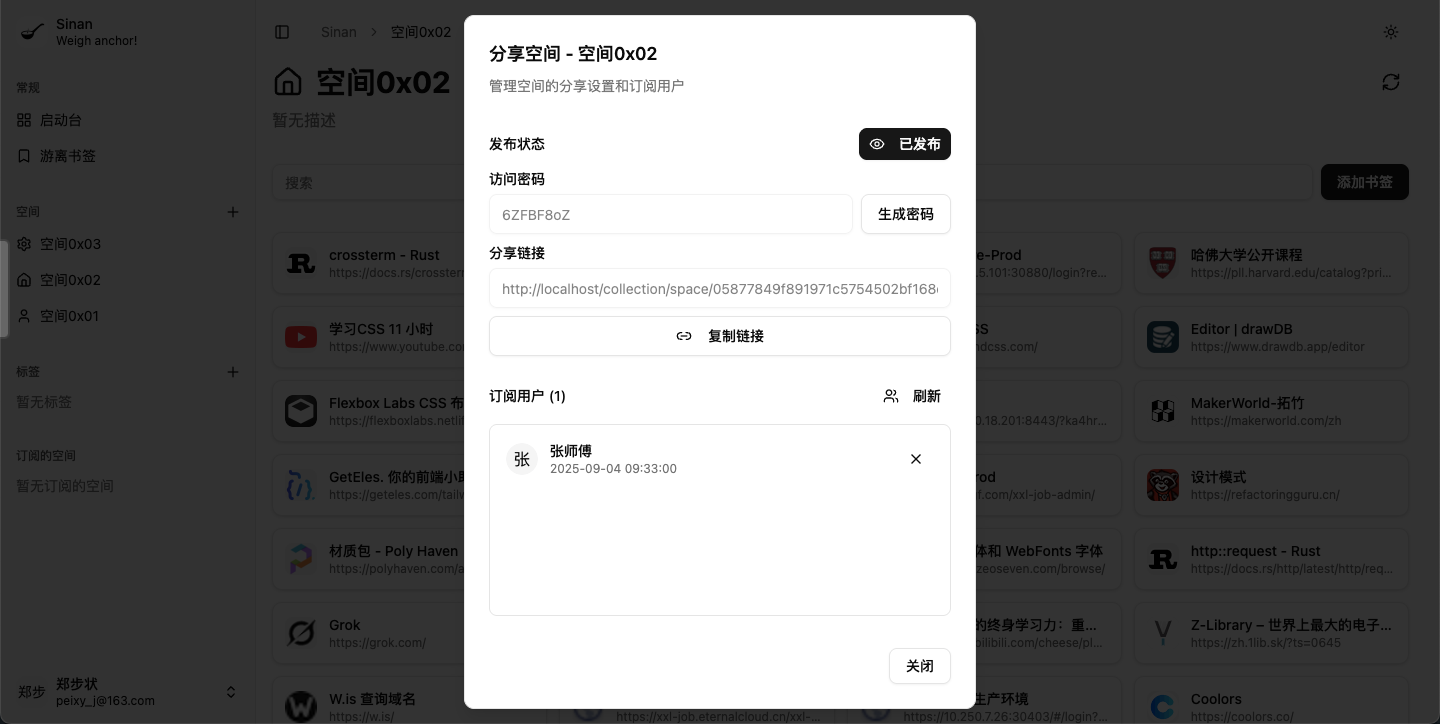 Sinan
Weigh anchor!
常规
启动台
游离书签
空间
空间0x03
空间0x02
空间0x01
标签
暂无标签
订阅的空间
暂无订阅的空间
郑步
郑步状
peixy_j@163.com
Sinan
空间0x02
空间0x02
暂无描述
搜索
添加书签
crossterm - Rust
https://docs.rs/crossterm
e-Prod
.5.101:30880/login?re...
哈佛大学公开课程
https://pll.harvard.edu/catalog?pri...
学习CSS 11 小时
https://www.youtube.com
SS
ndcss.com/
Editor | drawDB
https://www.drawdb.app/editor
Flexbox Labs CSS 布
https://flexboxlabs.netli
0.18.201:8443/?ka4hr...
MakerWorld-拓竹
https://makerworld.com/zh
GetEles. 你的前端小助
https://geteles.com/tailw
rod
f.com/xxl-job-admin/
设计模式
https://refactoringguru.cn/
材质包 - Poly Haven
https://polyhaven.com/a
体和 WebFonts 字体
zeoseven.com/browse/
http::request - Rust
https://docs.rs/http/latest/http/req...
Grok
https://grok.com/
的终身学习力：重...
bilibili.com/cheese/pl...
Z-Library – 世界上最大的电子...
https://zh.1lib.sk/?ts=0645
W.is 查询域名
https://w.is/
https://xxl-job.eternalcloud.cn/xxl-...
生产环境
https://10.250.7.26:30403/#/login?...
Coolors
https://coolors.co/
分享空间 - 空间0x02
管理空间的分享设置和订阅用户
发布状态
已发布
访问密码
6ZFBF8oZ
生成密码
分享链接
http://localhost/collection/space/05877849f891971c5754502bf168
复制链接
订阅用户 (1)
刷新
张
张师傅
2025-09-04 09:33:00
关闭